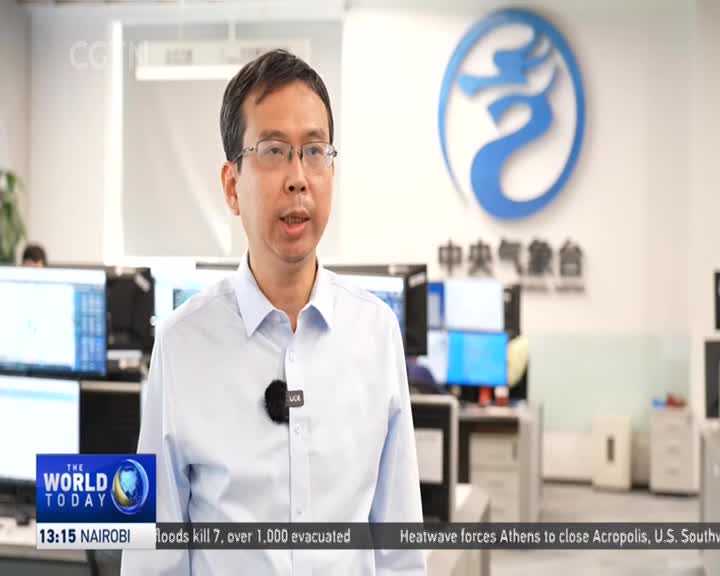 CGTN
中央气象台
THE
WORLD
TODAY
13:15 NAIROBI
floods kill 7, over 1,000 evacuated Heatwave forces Athens to close Acropolis, U.S. Southw